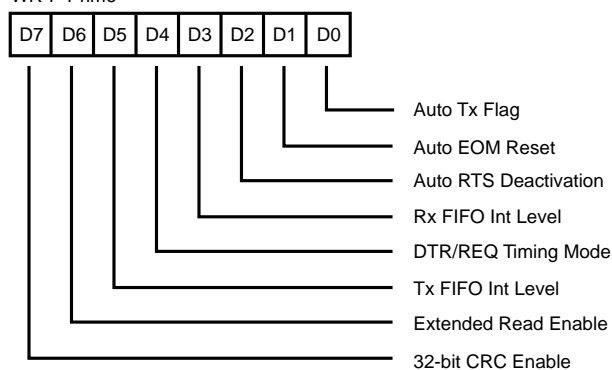 D7 D6 D5 D4 D3 D2 D1 D0
Auto Tx Flag
Auto EOM Reset
Auto RTS Deactivation
Rx FIFO Int Level
DTR/REQ Timing Mode
Tx FIFO Int Level
Extended Read Enable
32-bit CRC Enable